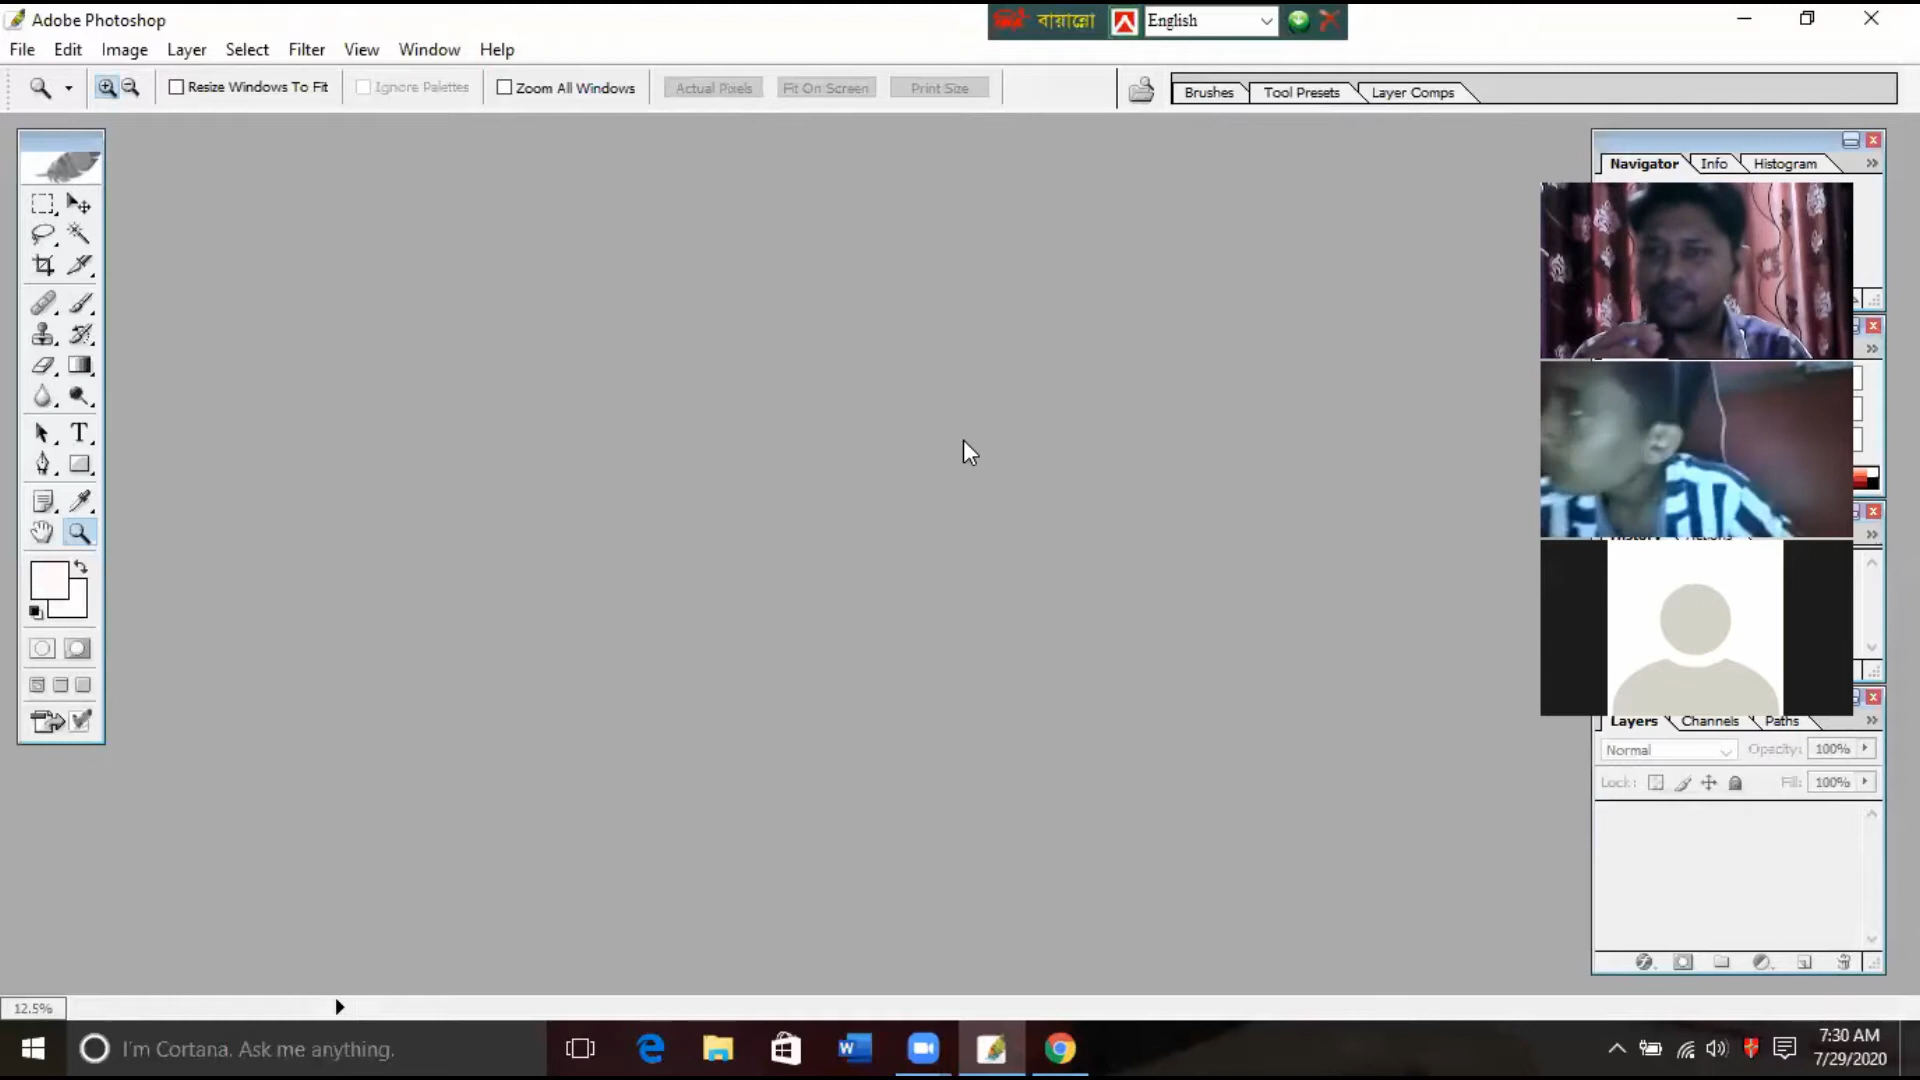 Adobe Photoshop
বায়ান্নো English
File Edit Image Layer Select Filter View Window Help
Resize Windows To Fit Ignore Palettes Zoom All Windows Actual Pixels Fit On Screen Print Size Brushes Tool Presets Layer Comps
Navigator Info Histogram
T
History Actions
Layers Channels Paths
Normal Opacity: 100%
Lock: Fill: 100%
12.5%
I'm Cortana. Ask me anything.
7:30 AM
7/29/2020